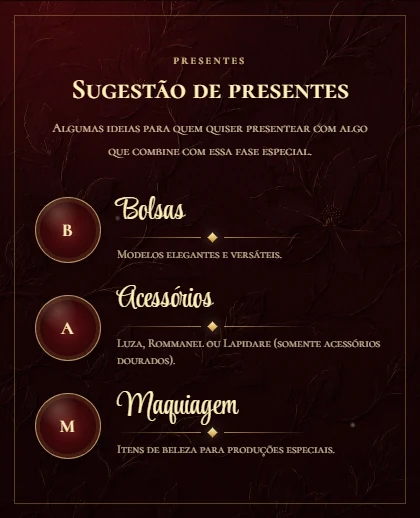 PRESENTES
Sugestão de presentes
Algumas ideias para quem quiser presentear com algo
que combine com essa fase especial.
B
Bolsas
Modelos elegantes e versáteis.
A
Acessórios
Luza, Rommanel ou Lapidare (somente acessórios
dourados).
M
Maquiagem
Itens de beleza para produções especiais.